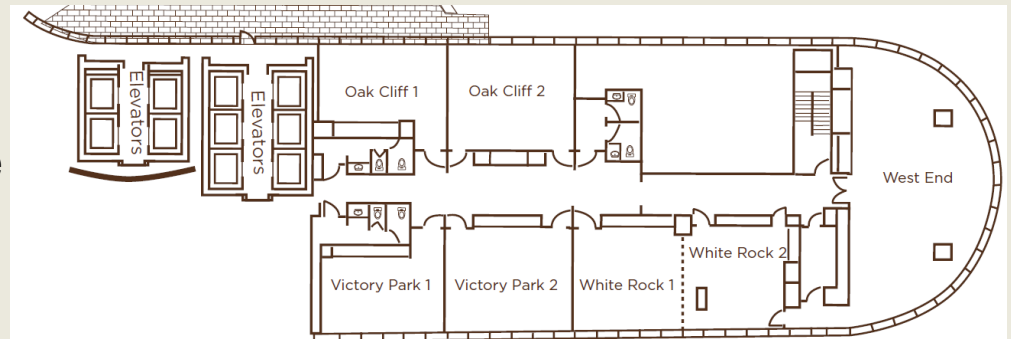 Elevators
Elevators
Oak Cliff 1
Oak Cliff 2
West End
White Rock 2
Victory Park 1
Victory Park 2
White Rock 1
e